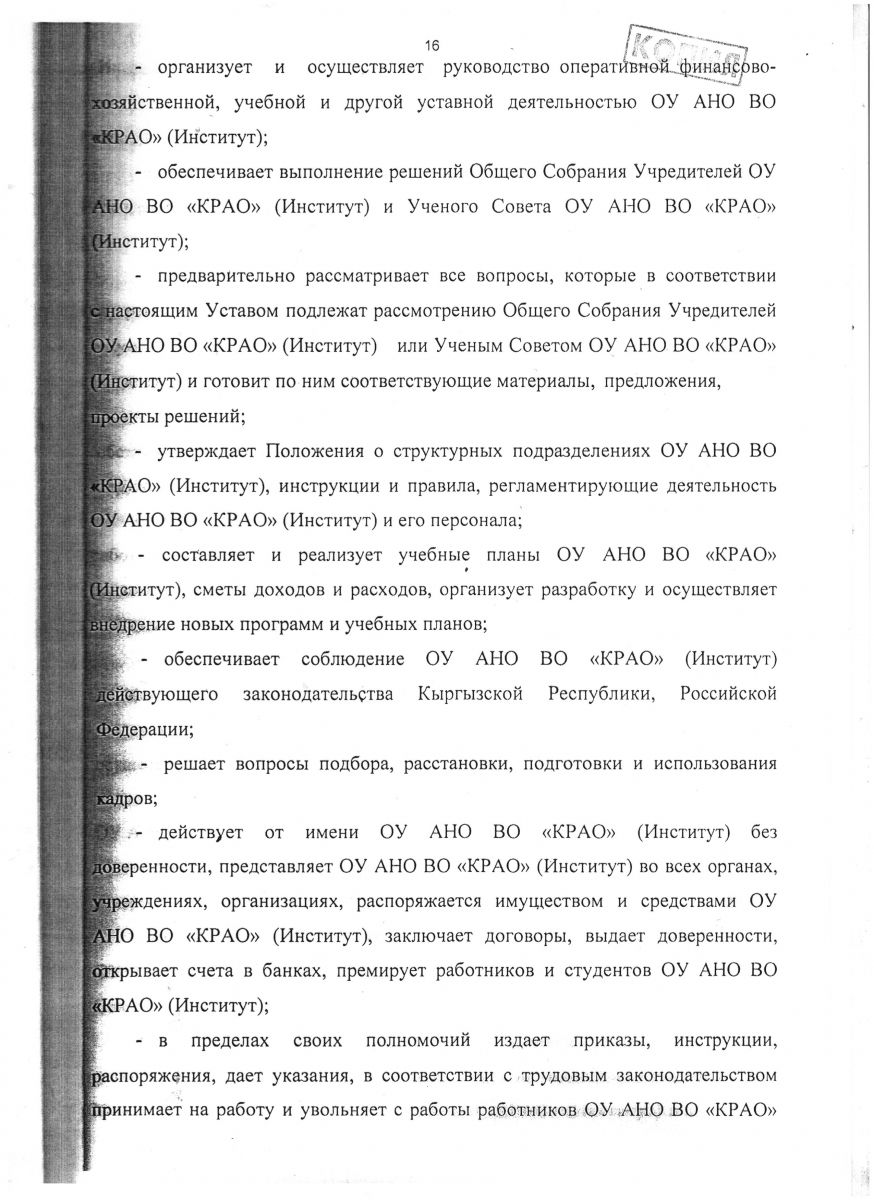 16
КОПИЯ
- организует и осуществляет руководство оперативной финансово-
хозяйственной, учебной и другой уставной деятельностью ОУ АНО ВО
«КРАО» (Институт);
- обеспечивает выполнение решений Общего Собрания Учредителей ОУ
АНО ВО «КРАО» (Институт) и Ученого Совета ОУ АНО ВО «КРАО»
(Институт);
- предварительно рассматривает все вопросы, которые в соответствии
с настоящим Уставом подлежат рассмотрению Общего Собрания Учредителей
ОУ АНО ВО «КРАО» (Институт) или Ученым Советом ОУ АНО ВО «КРАО»
(Институт) и готовит по ним соответствующие материалы, предложения,
проекты решений;
- утверждает Положения о структурных подразделениях ОУ АНО ВО
«КРАО» (Институт), инструкции и правила, регламентирующие деятельность
ОУ АНО ВО «КРАО» (Институт) и его персонала;
- составляет и реализует учебные планы ОУ АНО ВО «КРАО»
(Институт), сметы доходов и расходов, организует разработку и осуществляет
внедрение новых программ и учебных планов;
- обеспечивает соблюдение ОУ АНО ВО «КРАО» (Институт)
действующего законодательства Кыргызской Республики, Российской
Федерации;
- решает вопросы подбора, расстановки, подготовки и использования
кадров;
- действует от имени ОУ АНО ВО «КРАО» (Институт) без
доверенности, представляет ОУ АНО ВО «КРАО» (Институт) во всех органах,
учреждениях, организациях, распоряжается имуществом и средствами ОУ
АНО ВО «КРАО» (Институт), заключает договоры, выдает доверенности,
открывает счета в банках, премирует работников и студентов ОУ АНО ВО
«КРАО» (Институт);
- в пределах своих полномочий издает приказы, инструкции,
распоряжения, дает указания, в соответствии с трудовым законодательством
принимает на работу и увольняет с работы работников ОУ АНО ВО «КРАО»